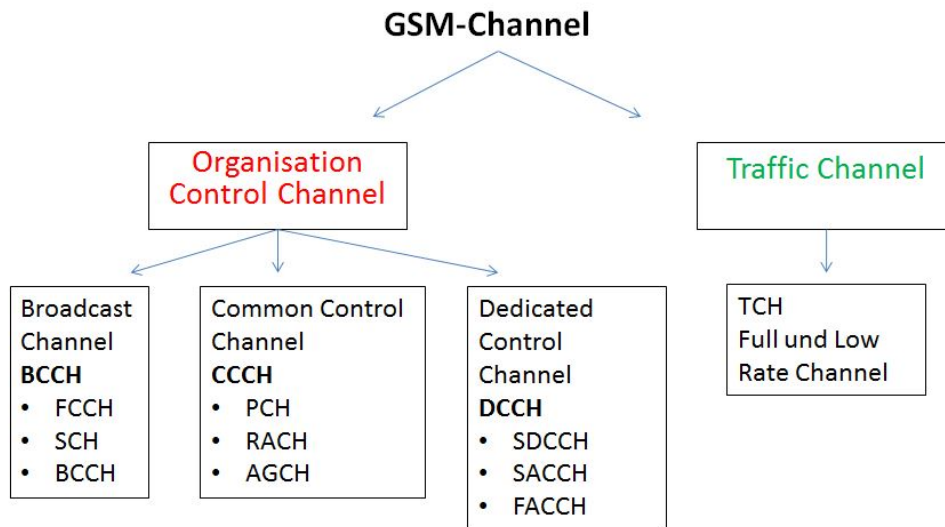 GSM-Channel
Organisation
Control Channel
Traffic Channel
Broadcast
Channel
BCCH
• FCCH
• SCH
• BCCH
Common Control
Channel
CCCH
• PCH
• RACH
• AGCH
Dedicated
Control
Channel
DCCH
• SDCCH
• SACCH
• FACCH
TCH
Full und Low
Rate Channel